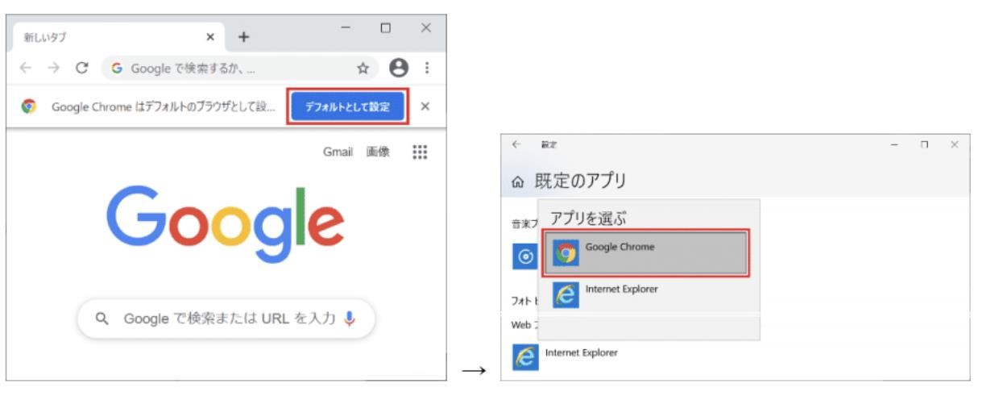 新しいタブ
Google で検索するか、...
Google Chrome はデフォルトのブラウザとして設... デフォルトとして設定
Gmail 画像
Google
Google で検索または URL を入力
→
設定
既定のアプリ
アプリを選ぶ
音楽プ
Google Chrome
Internet Explorer
フォト ビ
Web ブ
Internet Explorer